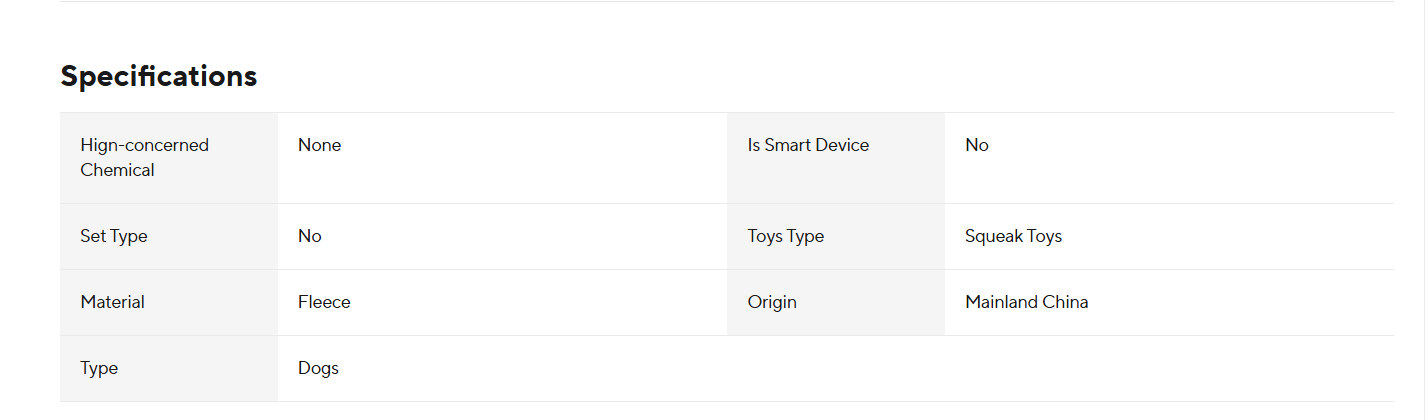 Specifications
Hign-concerned
Chemical
None
Is Smart Device
No
Set Type
No
Toys Type
Squeak Toys
Material
Fleece
Origin
Mainland China
Type
Dogs